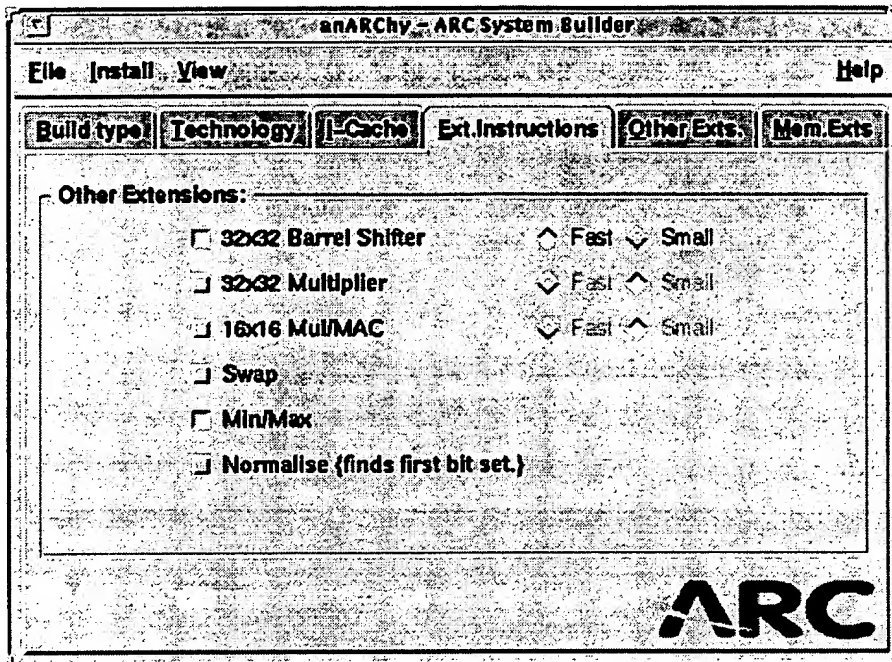 anARChy – ARC System Builder
File Install View Help
Build type Technology I-Cache Ext.Instructions Other Exts. Mem.Exts
Other Extensions:
32x32 Barrel Shifter Fast Small
32x32 Multiplier Fast Small
16x16 Mul/MAC Fast Small
Swap
Min/Max
Normalise (finds first bit set.)
ARC